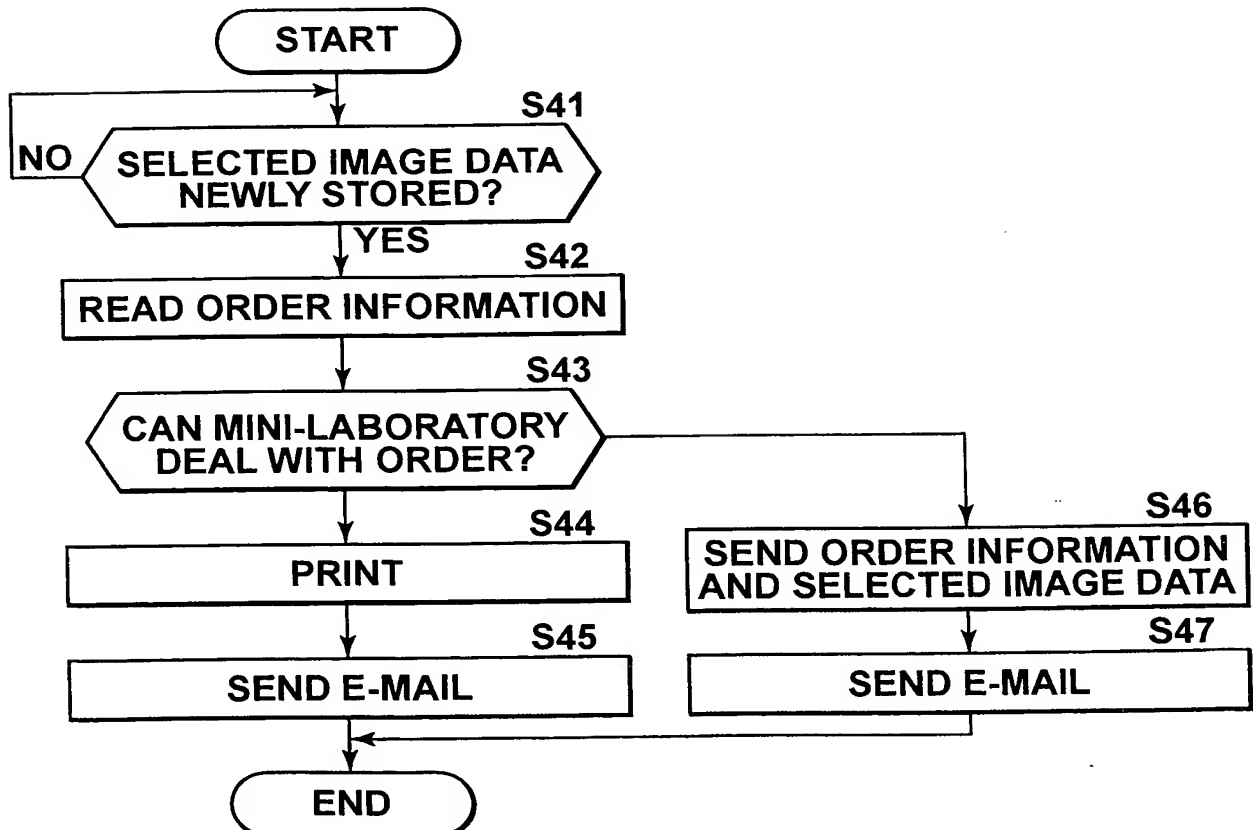 START
S41
NO
SELECTED IMAGE DATA
NEWLY STORED?
YES
S42
READ ORDER INFORMATION
S43
CAN MINI-LABORATORY
DEAL WITH ORDER?
S44
PRINT
S46
SEND ORDER INFORMATION
AND SELECTED IMAGE DATA
S45
SEND E-MAIL
S47
SEND E-MAIL
END